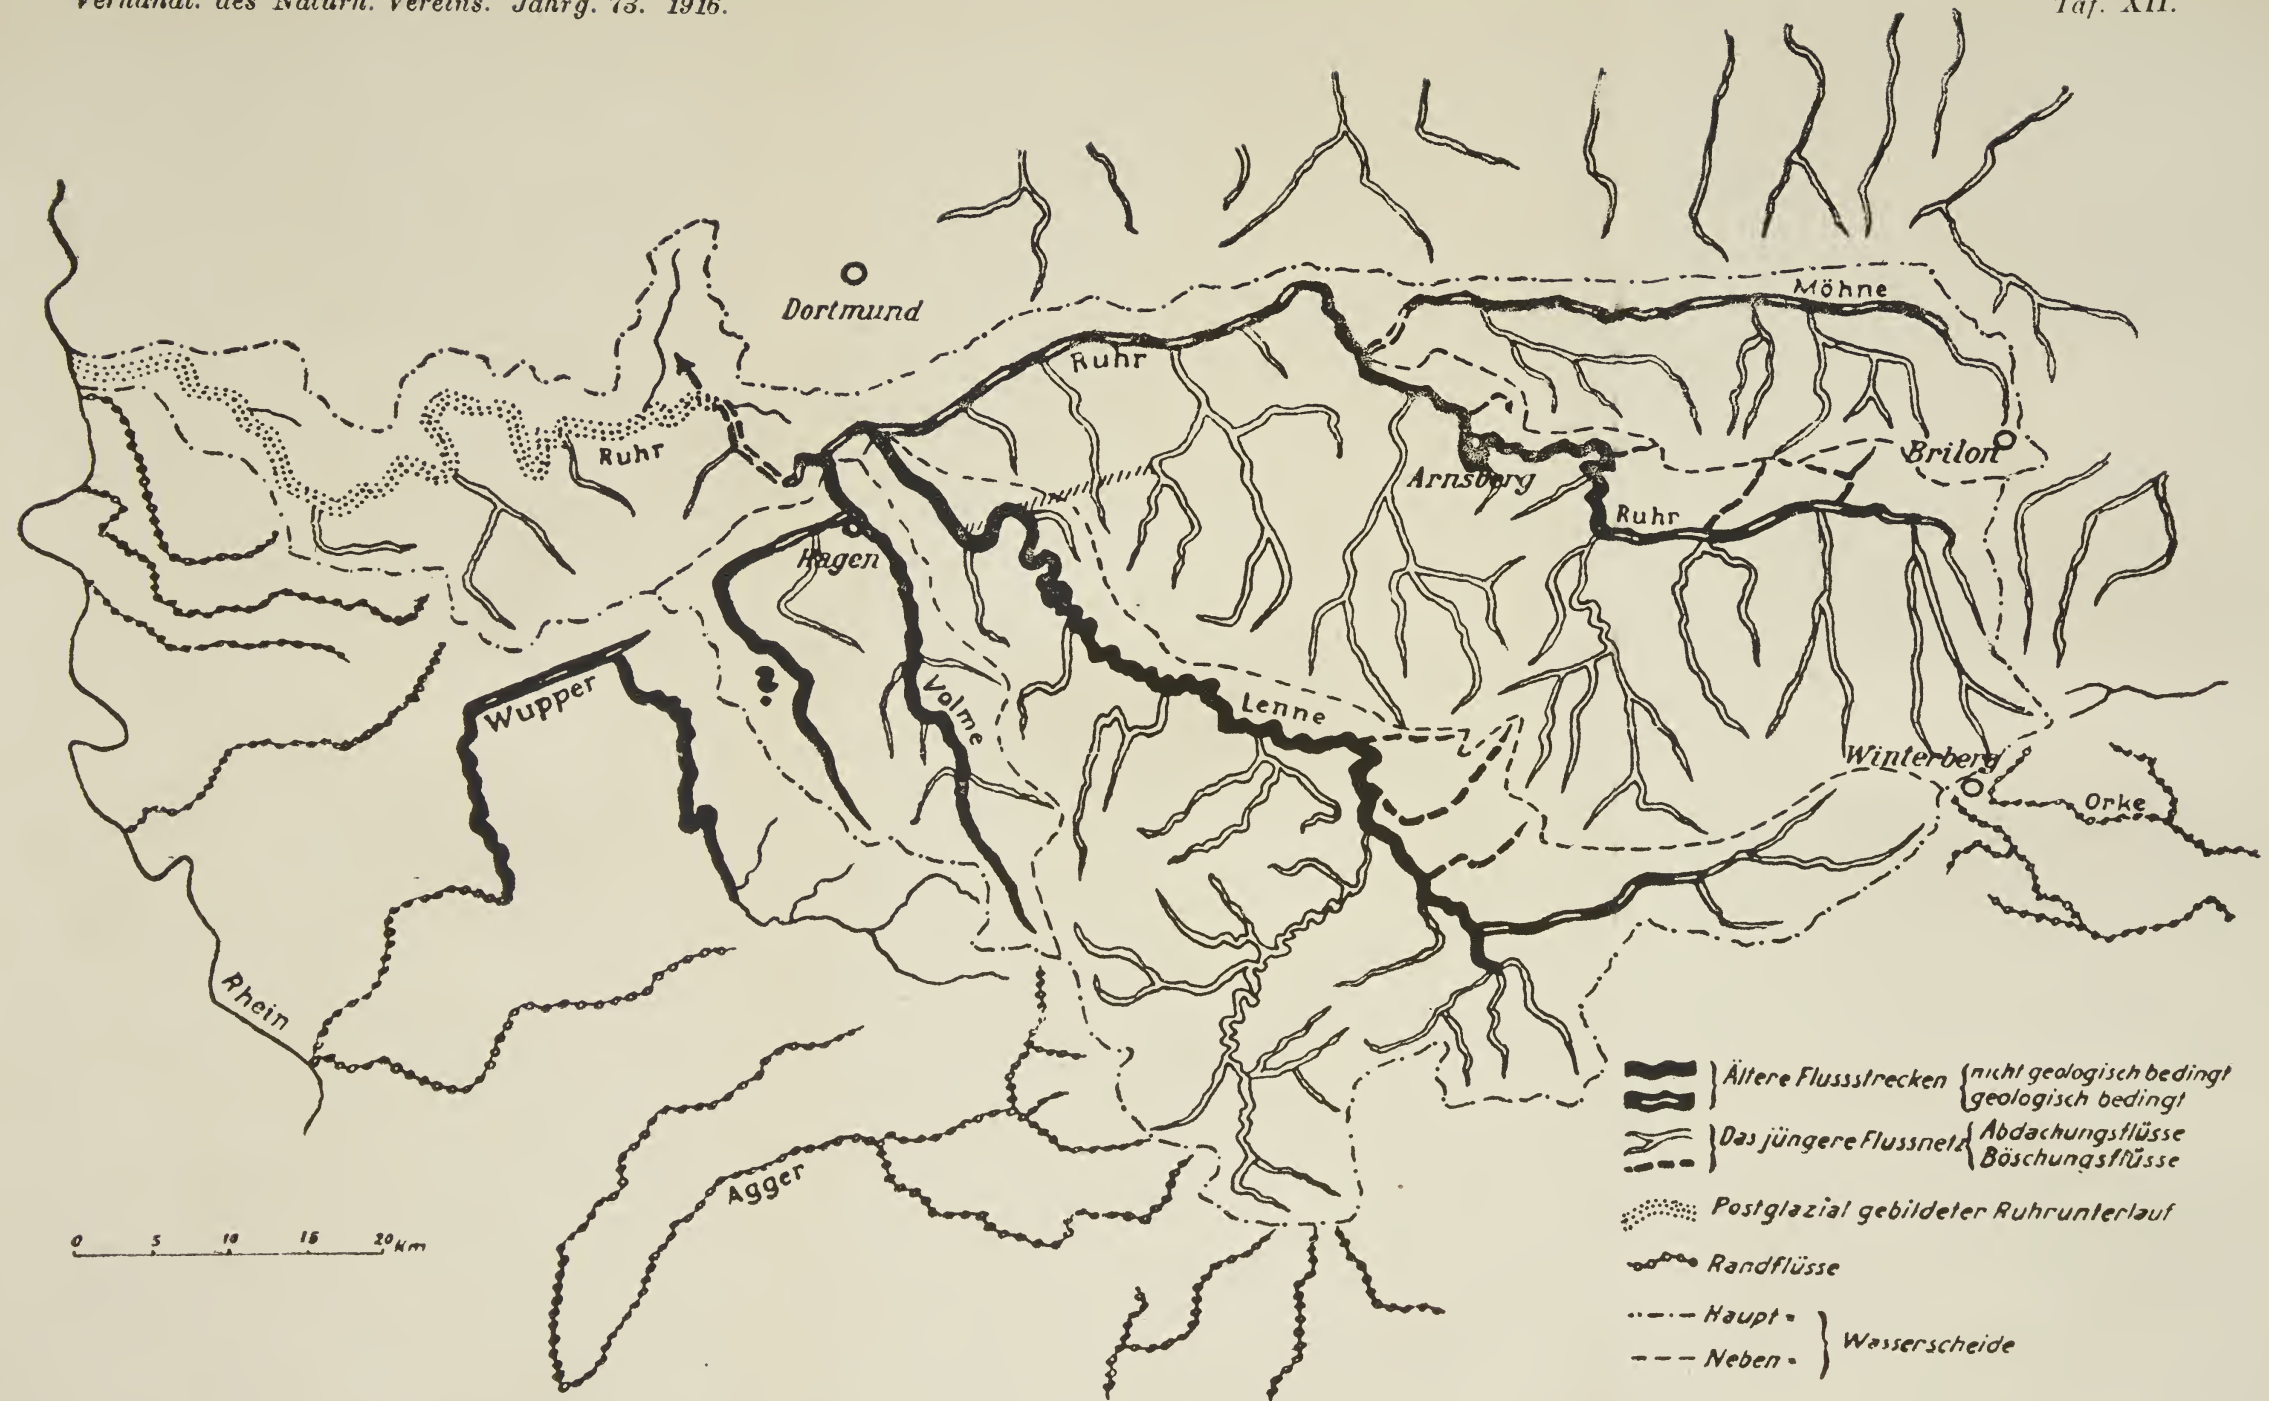 Verhandl. des Naturh. Vereins. Jahrg. 73. 1916.
Taf. XII.
Dortmund
Möhne
Ruhr
Ruhr
Brilon
Arnsberg
Ruhr
Hagen
Wupper
?
Volme
Lenne
Winterberg
Orke
Rhein
Agger
0 5 10 15 20 km
Ältere Flussstrecken
nicht geologisch bedingt
geologisch bedingt
Das jüngere Flussnetz
Abdachungsflüsse
Böschungsflüsse
Postglazial gebildeter Ruhrunterlauf
Randflüsse
Haupt-
Neben-
Wasserscheide